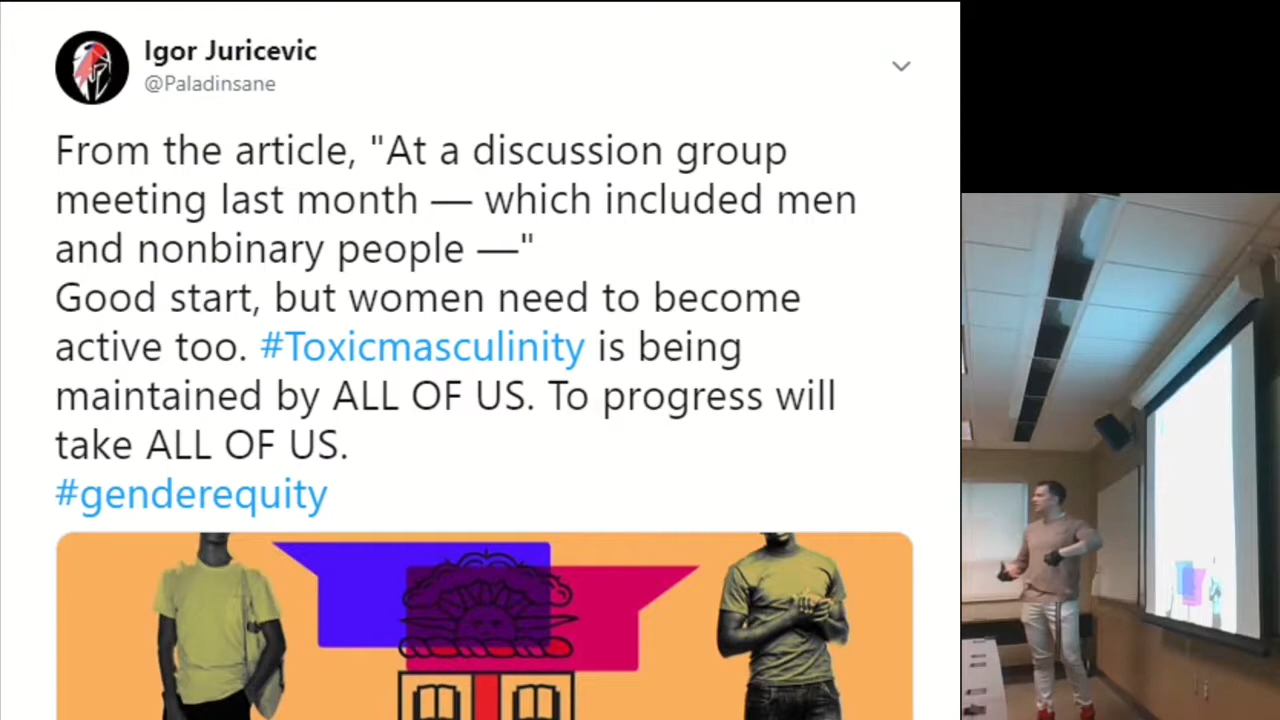 Igor Juricevic
@Paladinsane
From the article, "At a discussion group
meeting last month — which included men
and nonbinary people —"
Good start, but women need to become
active too. #Toxicmasculinity is being
maintained by ALL OF US. To progress will
take ALL OF US.
#genderequity